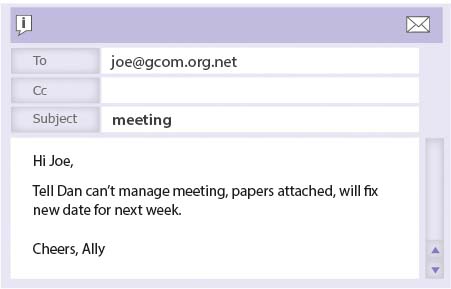 To
joe@gcom.org.net
Cc
Subject
meeting
Hi Joe,
Tell Dan can’t manage meeting, papers attached, will fix
new date for next week.
Cheers, Ally